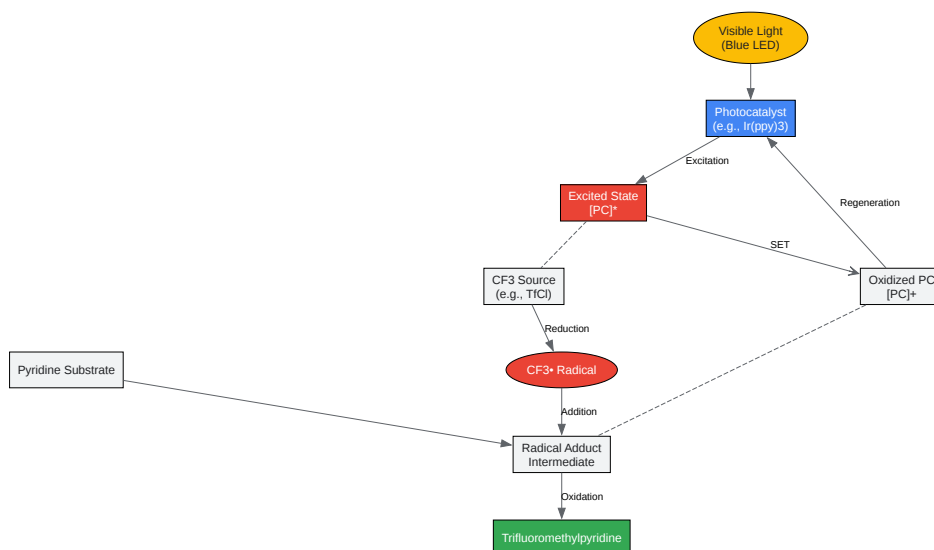 Visible Light
(Blue LED)
Photocatalyst
(e.g., Ir(ppy)3)
Excitation
Excited State
[PC]*
Regeneration
SET
CF3 Source
(e.g., TfCl)
Oxidized PC
[PC]+
Reduction
Pyridine Substrate
CF3• Radical
Addition
Radical Adduct
Intermediate
Oxidation
Trifluoromethylpyridine